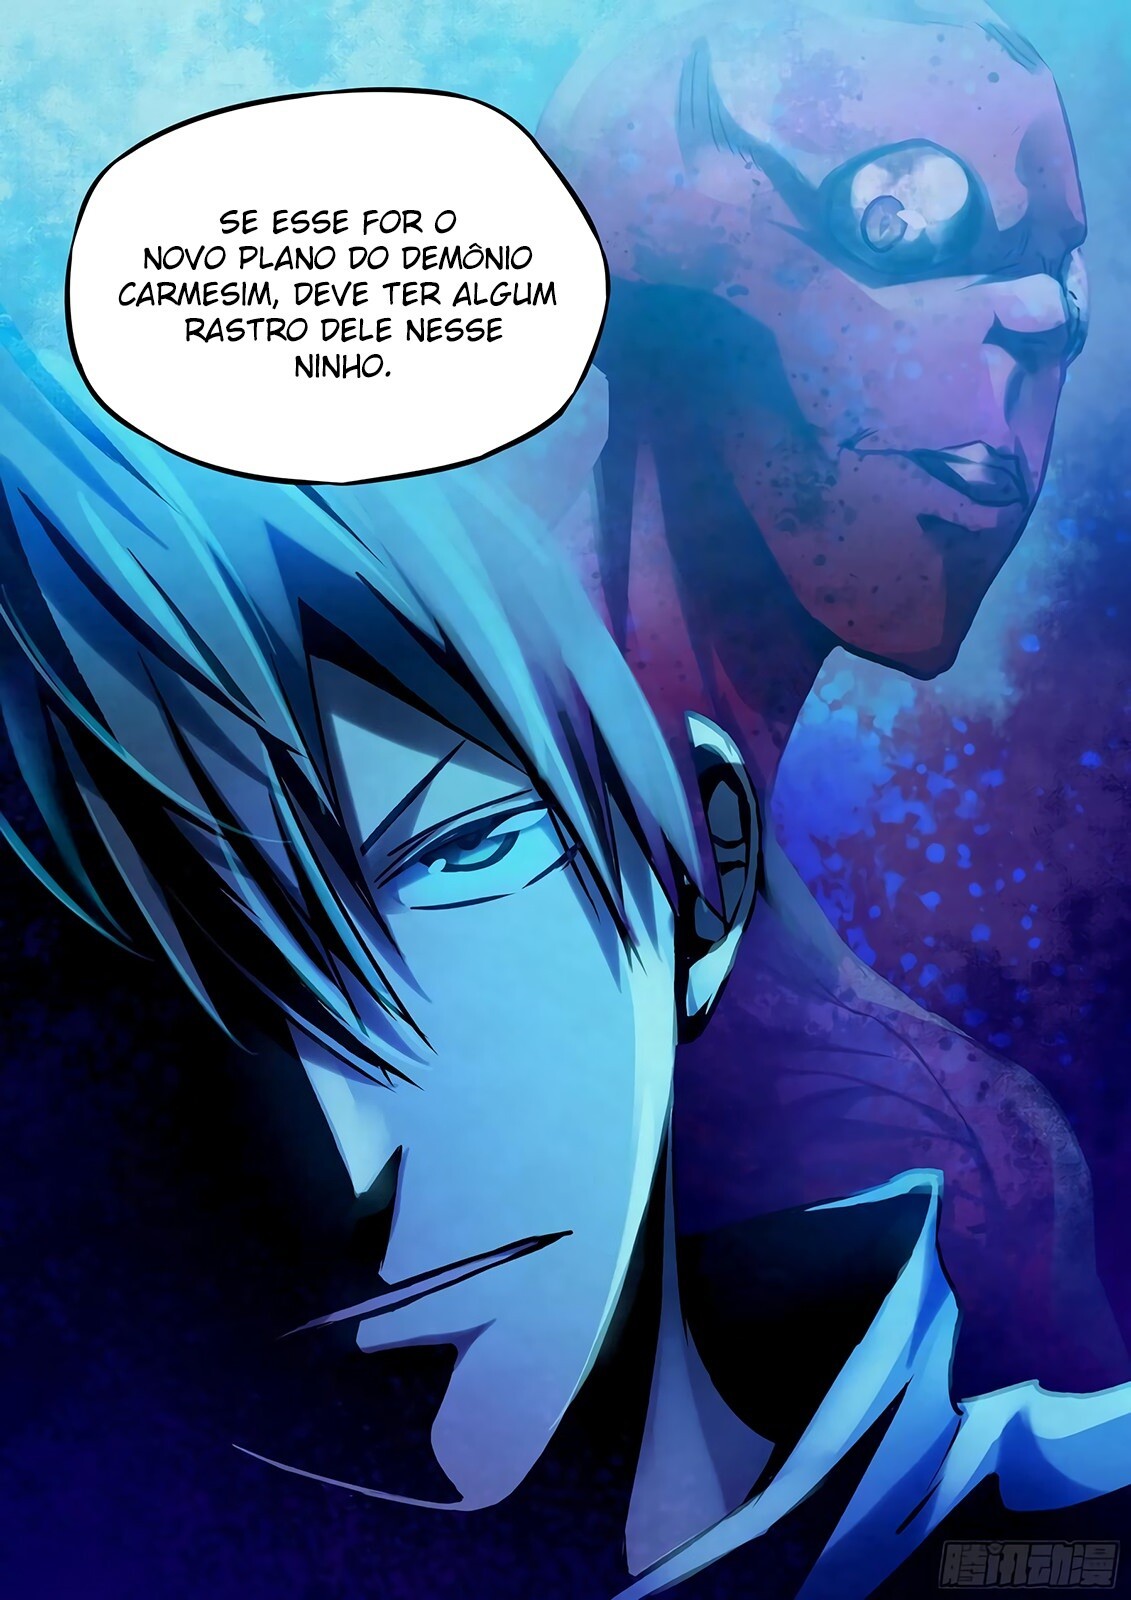 SE ESSE FOR O
NOVO PLANO DO DEMÔNIO
CARMESIM, DEVE TER ALGUM
RASTRO DELE NESSE
NINHO.
腾讯动漫